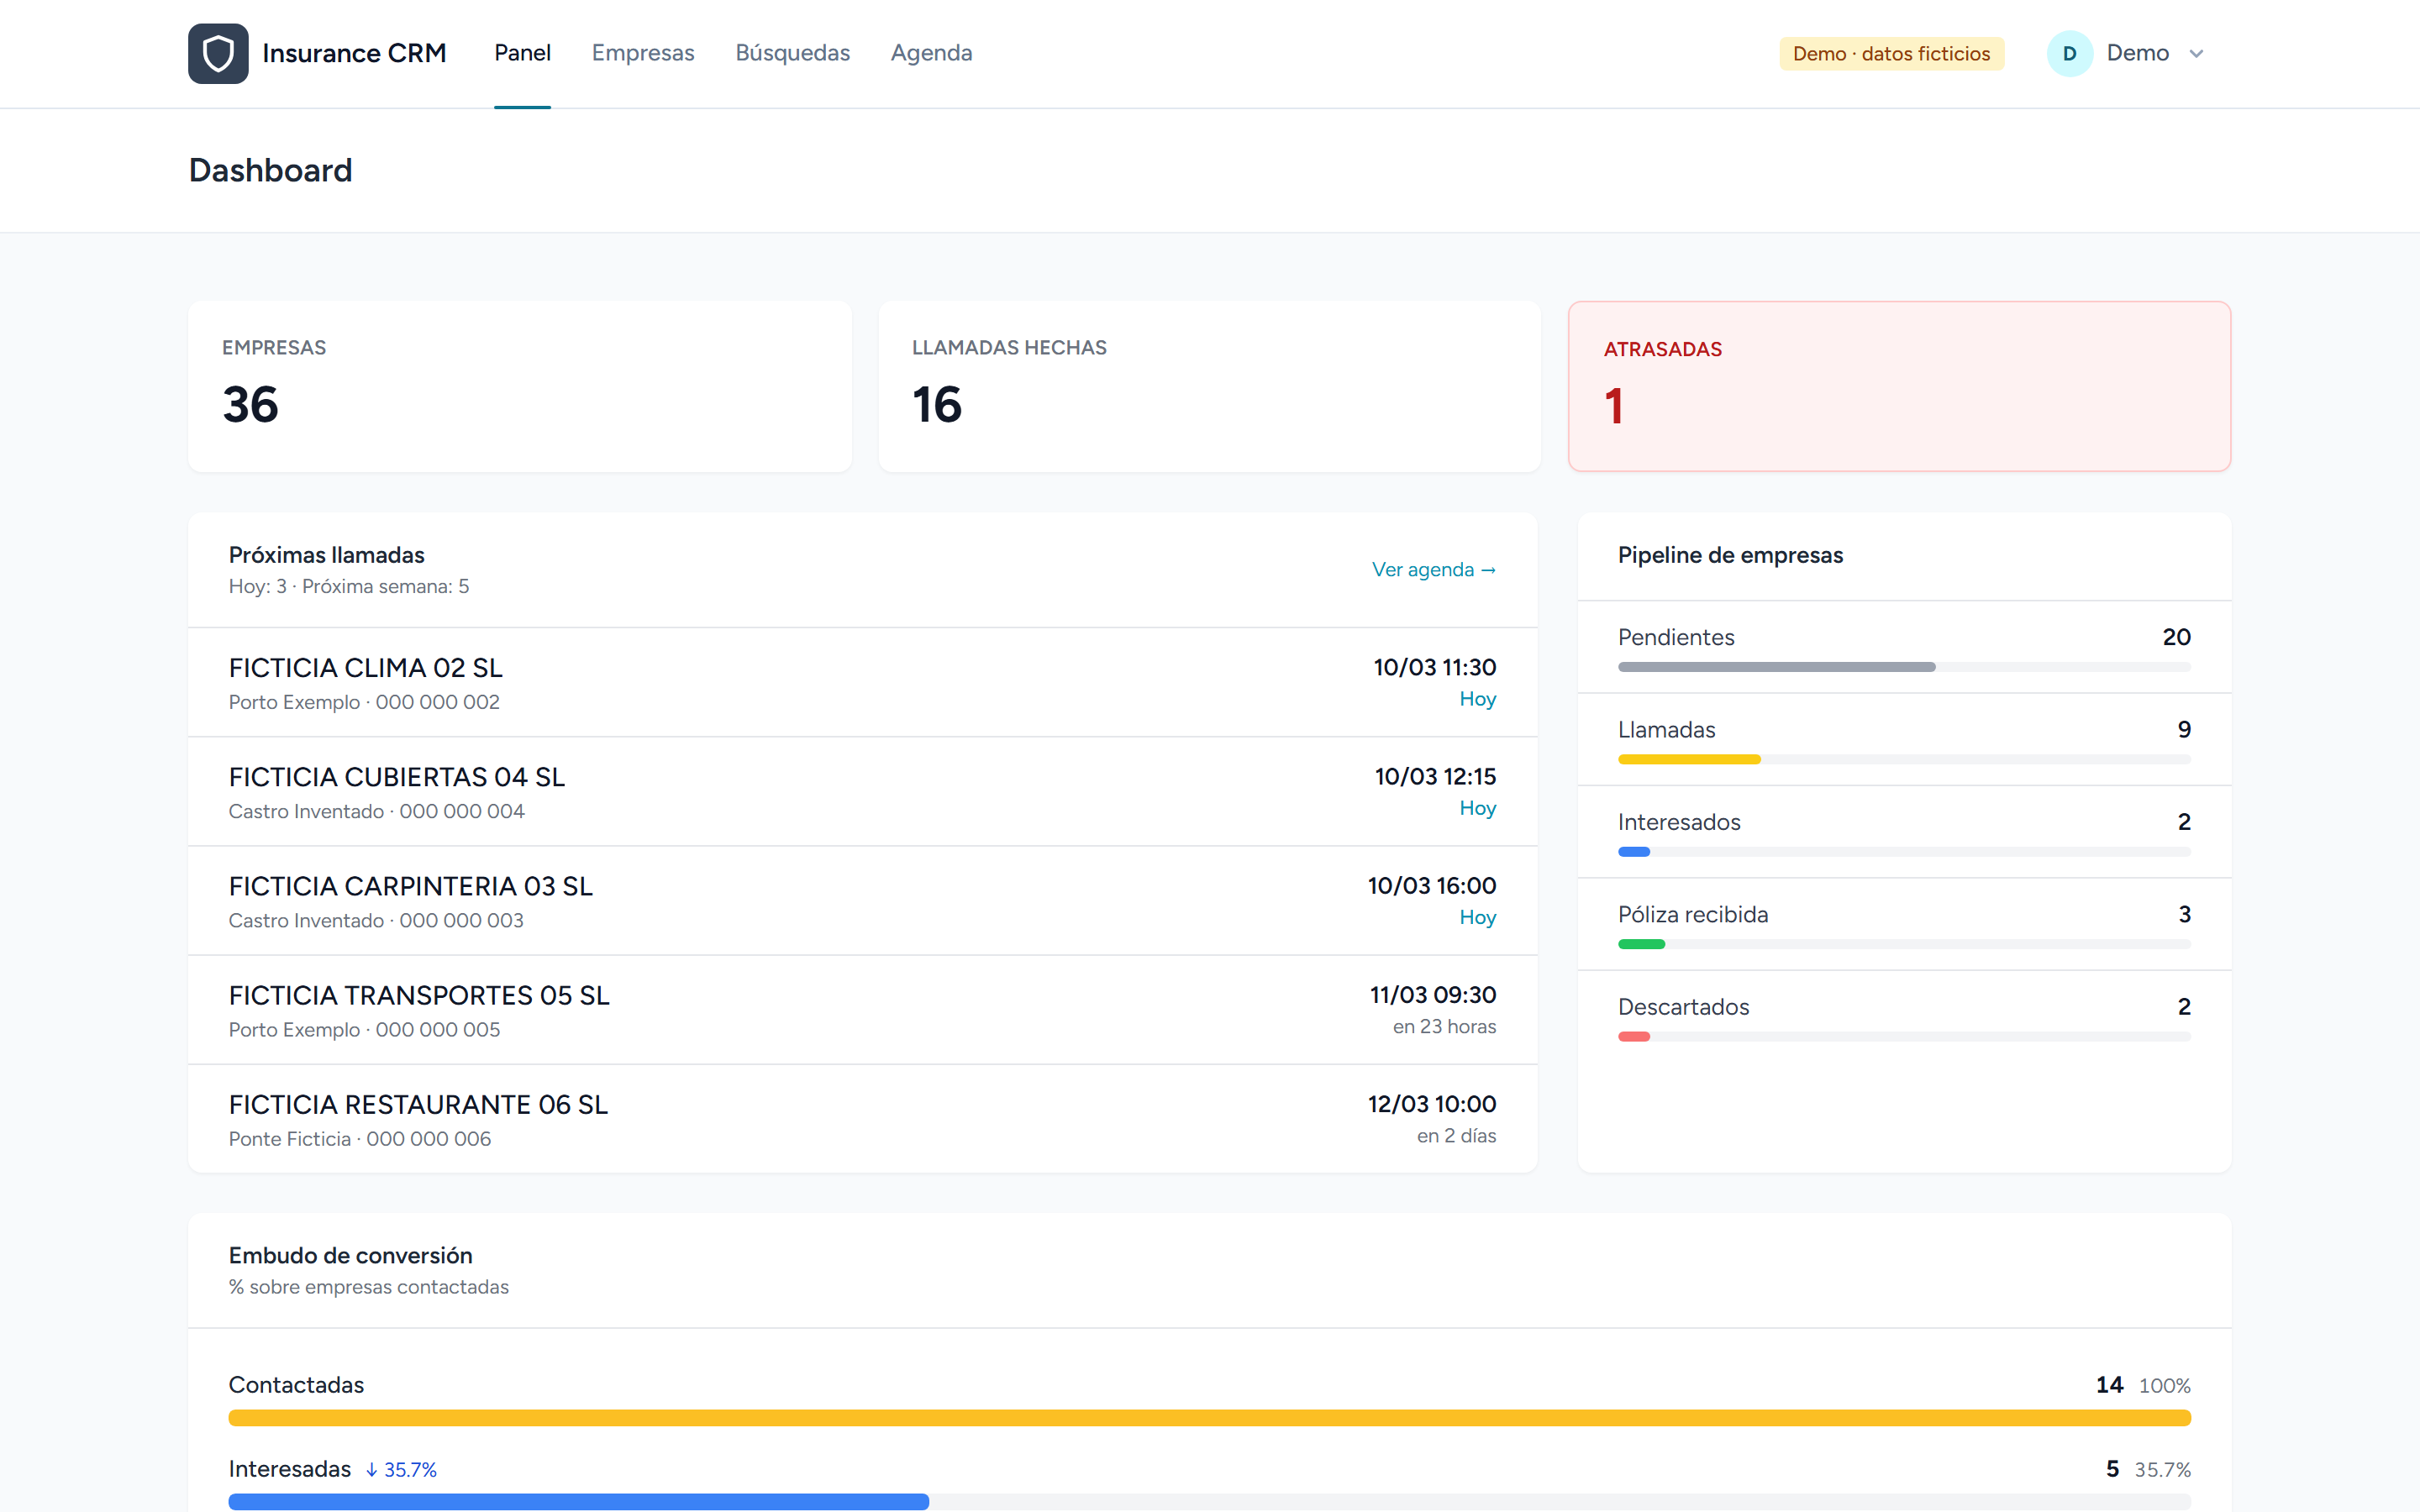 Insurance CRM
Panel
Empresas
Búsquedas
Agenda
Demo · datos ficticios
D
Demo
Dashboard
EMPRESAS
36
LLAMADAS HECHAS
16
ATRASADAS
1
Próximas llamadas
Hoy: 3 · Próxima semana: 5
Ver agenda →
FICTICIA CLIMA 02 SL
Porto Exemplo · 000 000 002
10/03 11:30
Hoy
FICTICIA CUBIERTAS 04 SL
Castro Inventado · 000 000 004
10/03 12:15
Hoy
FICTICIA CARPINTERIA 03 SL
Castro Inventado · 000 000 003
10/03 16:00
Hoy
FICTICIA TRANSPORTES 05 SL
Porto Exemplo · 000 000 005
11/03 09:30
en 23 horas
FICTICIA RESTAURANTE 06 SL
Ponte Ficticia · 000 000 006
12/03 10:00
en 2 días
Pipeline de empresas
Pendientes 20
Llamadas 9
Interesados 2
Póliza recibida 3
Descartados 2
Embudo de conversión
% sobre empresas contactadas
Contactadas 14 100%
Interesadas ↓ 35.7% 5 35.7%